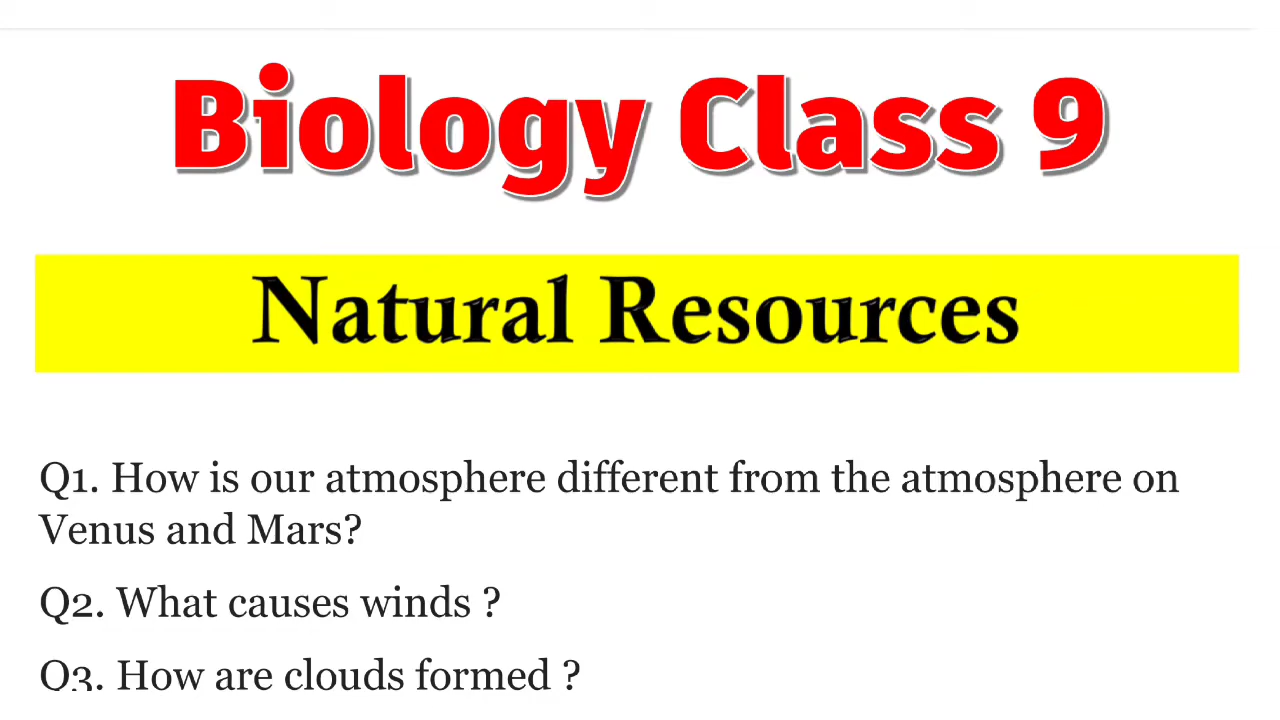 Biology Class 9
Natural Resources
Q1. How is our atmosphere different from the atmosphere on
Venus and Mars?
Q2. What causes winds ?
Q3. How are clouds formed ?